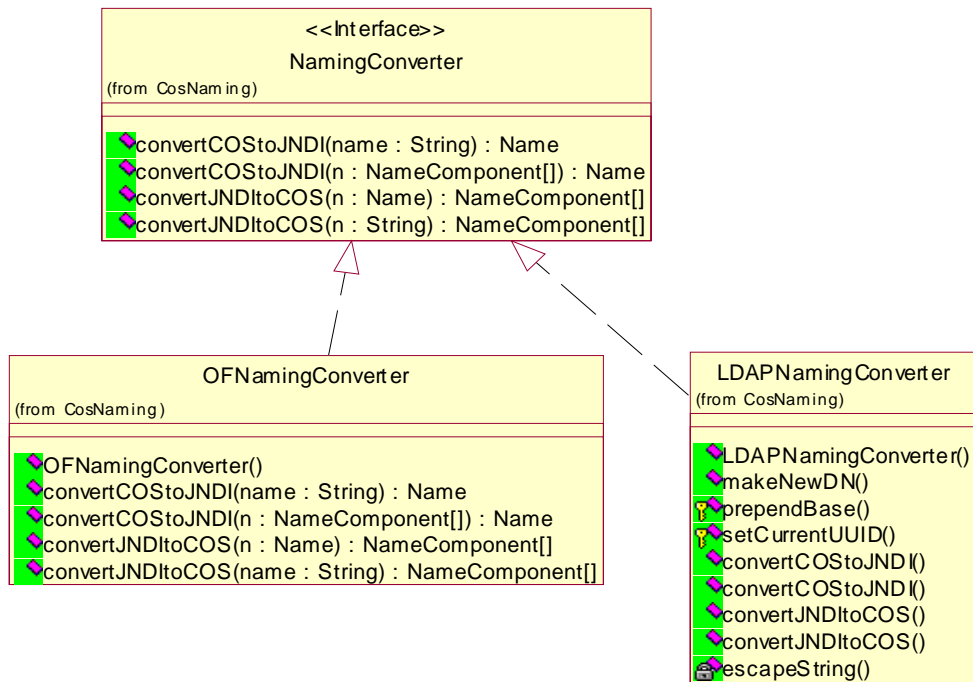 <<Interface>>
NamingConverter
(from CosNaming)
convertCOStoJNDI(name : String) : Name
convertCOStoJNDI(n : NameComponent[]) : Name
convertJNDItoCOS(n : Name) : NameComponent[]
convertJNDItoCOS(n : String) : NameComponent[]
OFNamingConverter
(from CosNaming)
OFNamingConverter()
convertCOStoJNDI(name : String) : Name
convertCOStoJNDI(n : NameComponent[]) : Name
convertJNDItoCOS(n : Name) : NameComponent[]
convertJNDItoCOS(name : String) : NameComponent[]
LDAPNamingConverter
(from CosNaming)
LDAPNamingConverter()
makeNewDN()
prependBase()
setCurrentUUID()
convertCOStoJNDI()
convertCOStoJNDI()
convertJNDItoCOS()
convertJNDItoCOS()
escapeString()